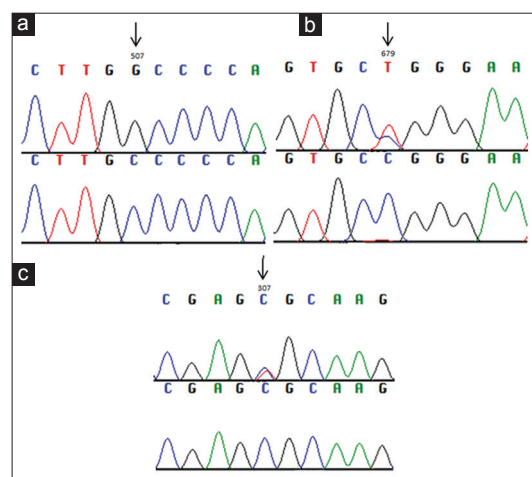 a
507
C T T G G C C C C A
C T T G C C C C C A
b
679
G T G C T G G G A A
G T G C C G G G A A
c
307
C G A G C G C A A G
C G A G C G C A A G